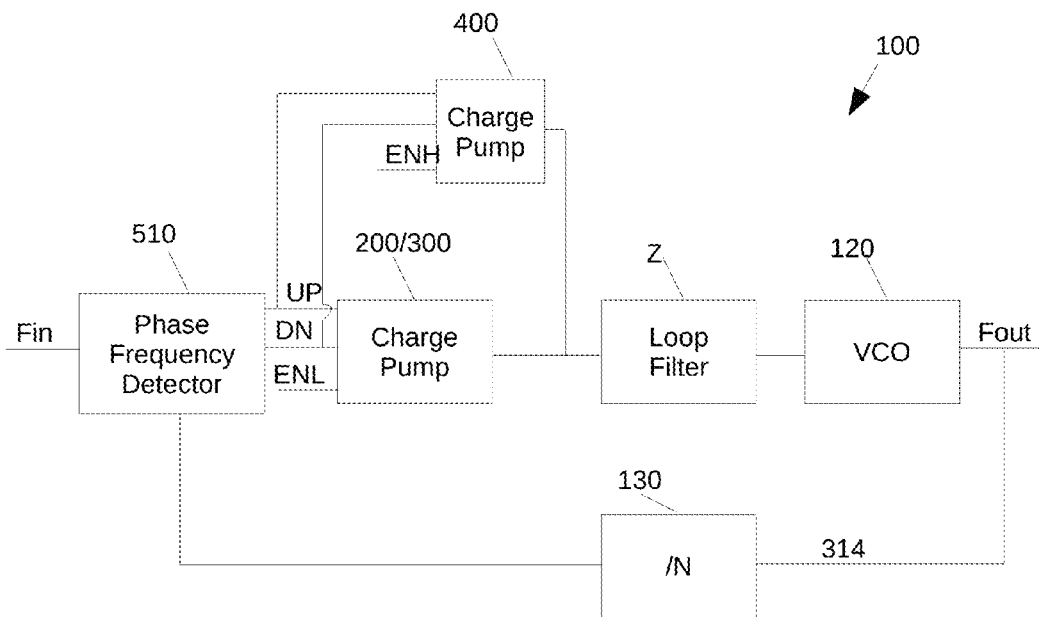 400
100
Charge
Pump
ENH
510
200/300
Z
120
UP
Fin
Phase
Frequency
Detector
DN
Charge
Pump
Loop
Filter
VCO
Fout
ENL
130
/N
314